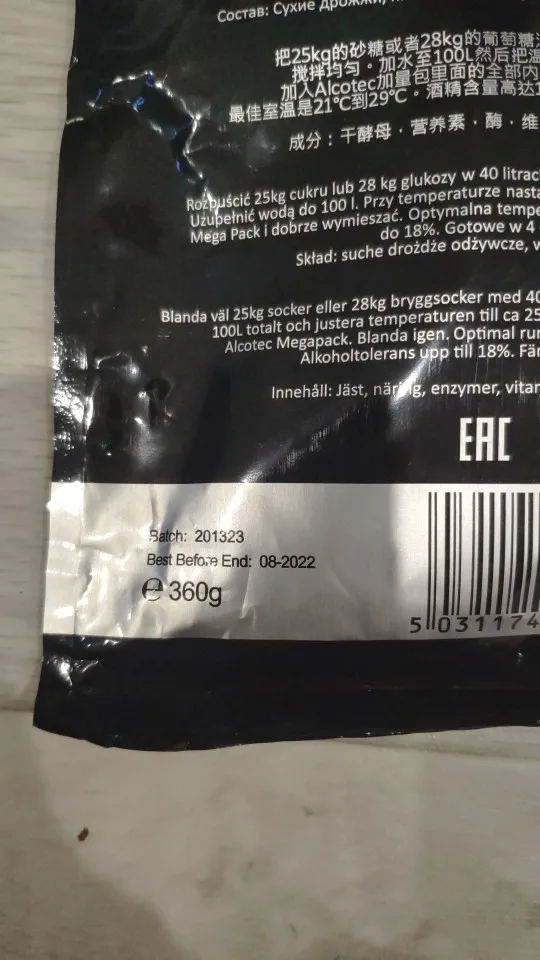 Состав: Сухие дрожжи,
把25kg的砂糖或者28kg的葡萄糖
搅拌均匀。加水至100L然后把温
加入Alcotec加量包里面的全部内
最佳室温是21℃到29℃。酒精含量高达1
成分：干酵母·营养素·酶·维
Rozpuścić 25kg cukru lub 28 kg glukozy w 40 litrac
Uzupełnić wodą do 100 l. Przy temperaturze nasta
Mega Pack i dobrze wymieszać. Optymalna tempe
do 18%. Gotowe w 4
Skład: suche drożdże odżywcze, w
Blanda väl 25kg socker eller 28kg bryggsocker med 40
100L totalt och justera temperaturen till ca 25
Alcotec Megapack. Blanda igen. Optimal rum
Alkoholtolerans upp till 18%. Fär
Innehåll: Jäst, näring, enzymer, vitam
EAC
Batch: 201323
Best Before End: 08-2022
℮ 360g
5 031174